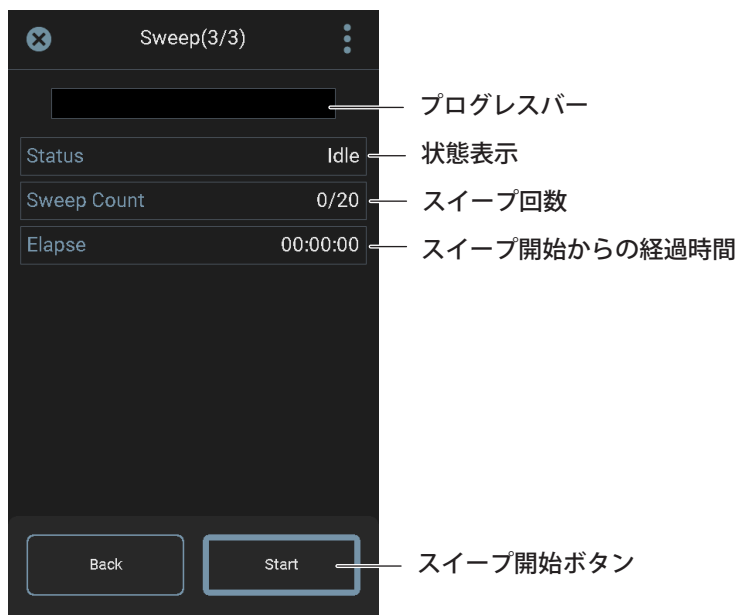 Sweep(3/3)
プログレスバー
Status Idle 状態表示
Sweep Count 0/20 スイープ回数
Elapse 00:00:00 スイープ開始からの経過時間
Back Start スイープ開始ボタン